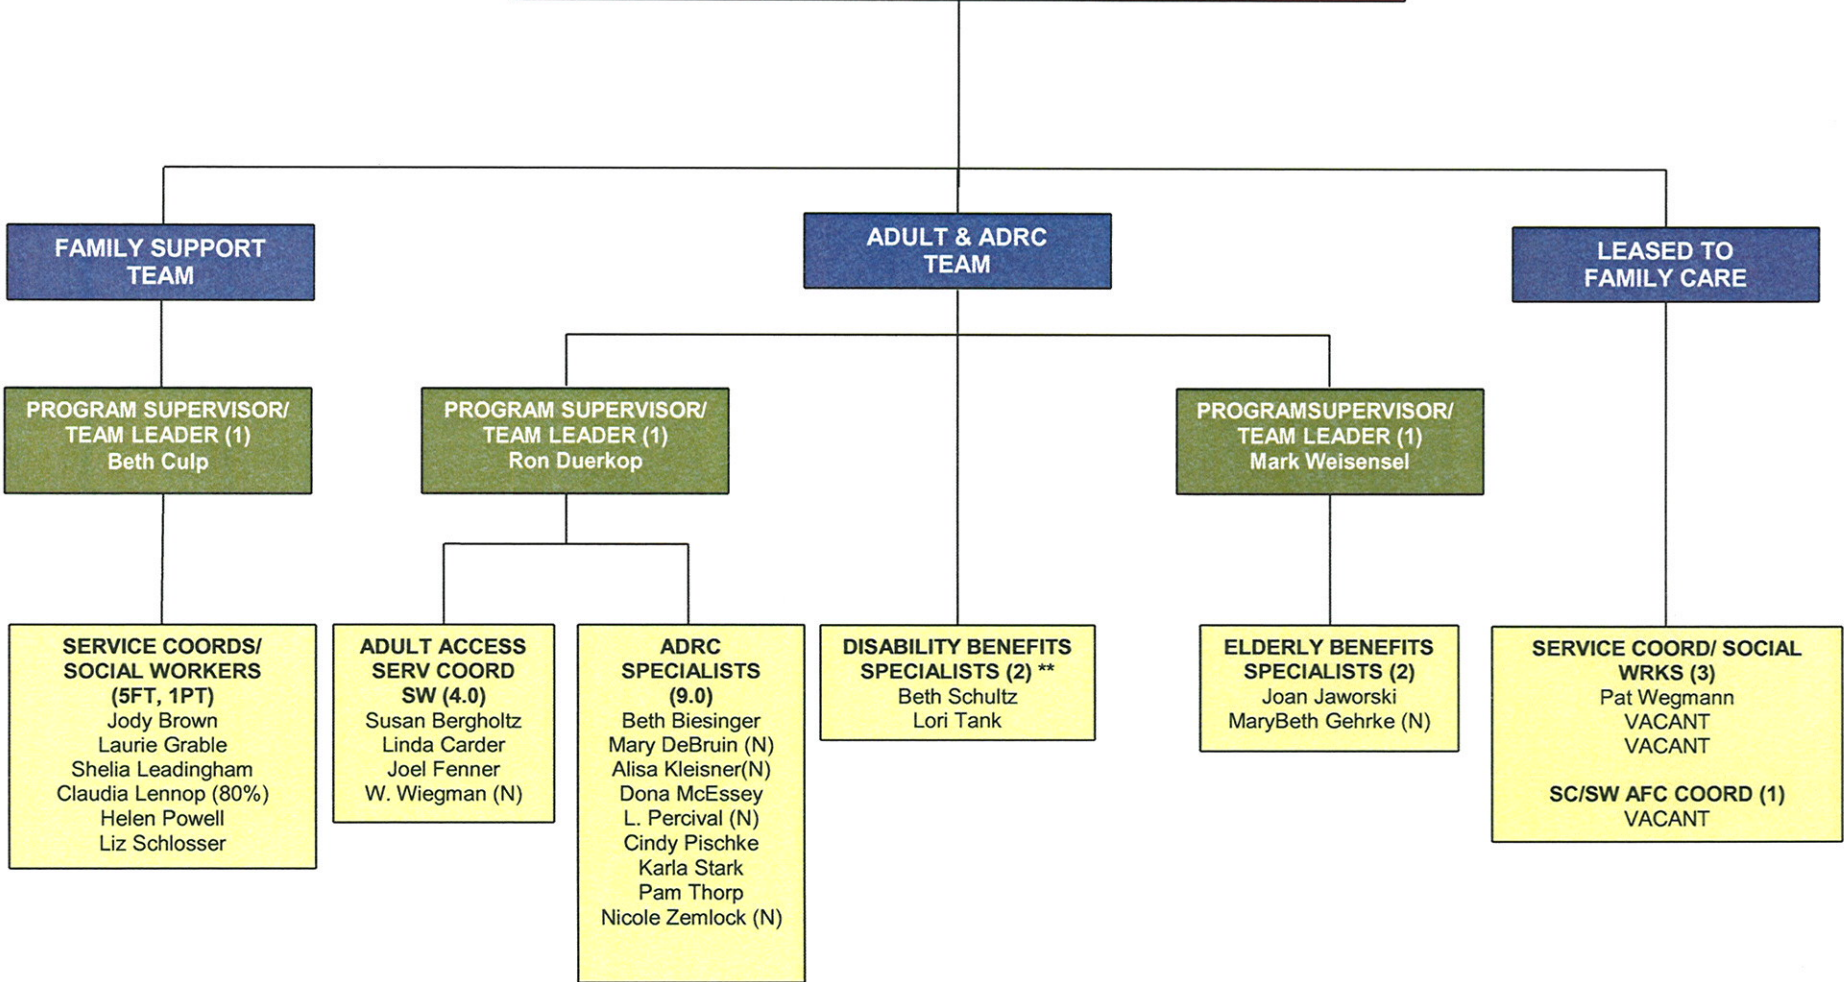 FAMILY SUPPORT
TEAM
ADULT & ADRC
TEAM
LEASED TO
FAMILY CARE
PROGRAM SUPERVISOR/
TEAM LEADER (1)
Beth Culp
PROGRAM SUPERVISOR/
TEAM LEADER (1)
Ron Duerkop
PROGRAMSUPERVISOR/
TEAM LEADER (1)
Mark Weisensel
SERVICE COORDS/
SOCIAL WORKERS
(5FT, 1PT)
Jody Brown
Laurie Grable
Shelia Leadingham
Claudia Lennop (80%)
Helen Powell
Liz Schlosser
ADULT ACCESS
SERV COORD
SW (4.0)
Susan Bergholtz
Linda Carder
Joel Fenner
W. Wiegman (N)
ADRC
SPECIALISTS
(9.0)
Beth Biesinger
Mary DeBruin (N)
Alisa Kleisner(N)
Dona McEssey
L. Percival (N)
Cindy Pischke
Karla Stark
Pam Thorp
Nicole Zemlock (N)
DISABILITY BENEFITS
SPECIALISTS (2) **
Beth Schultz
Lori Tank
ELDERLY BENEFITS
SPECIALISTS (2)
Joan Jaworski
MaryBeth Gehrke (N)
SERVICE COORD/ SOCIAL
WRKS (3)
Pat Wegmann
VACANT
VACANT
SC/SW AFC COORD (1)
VACANT